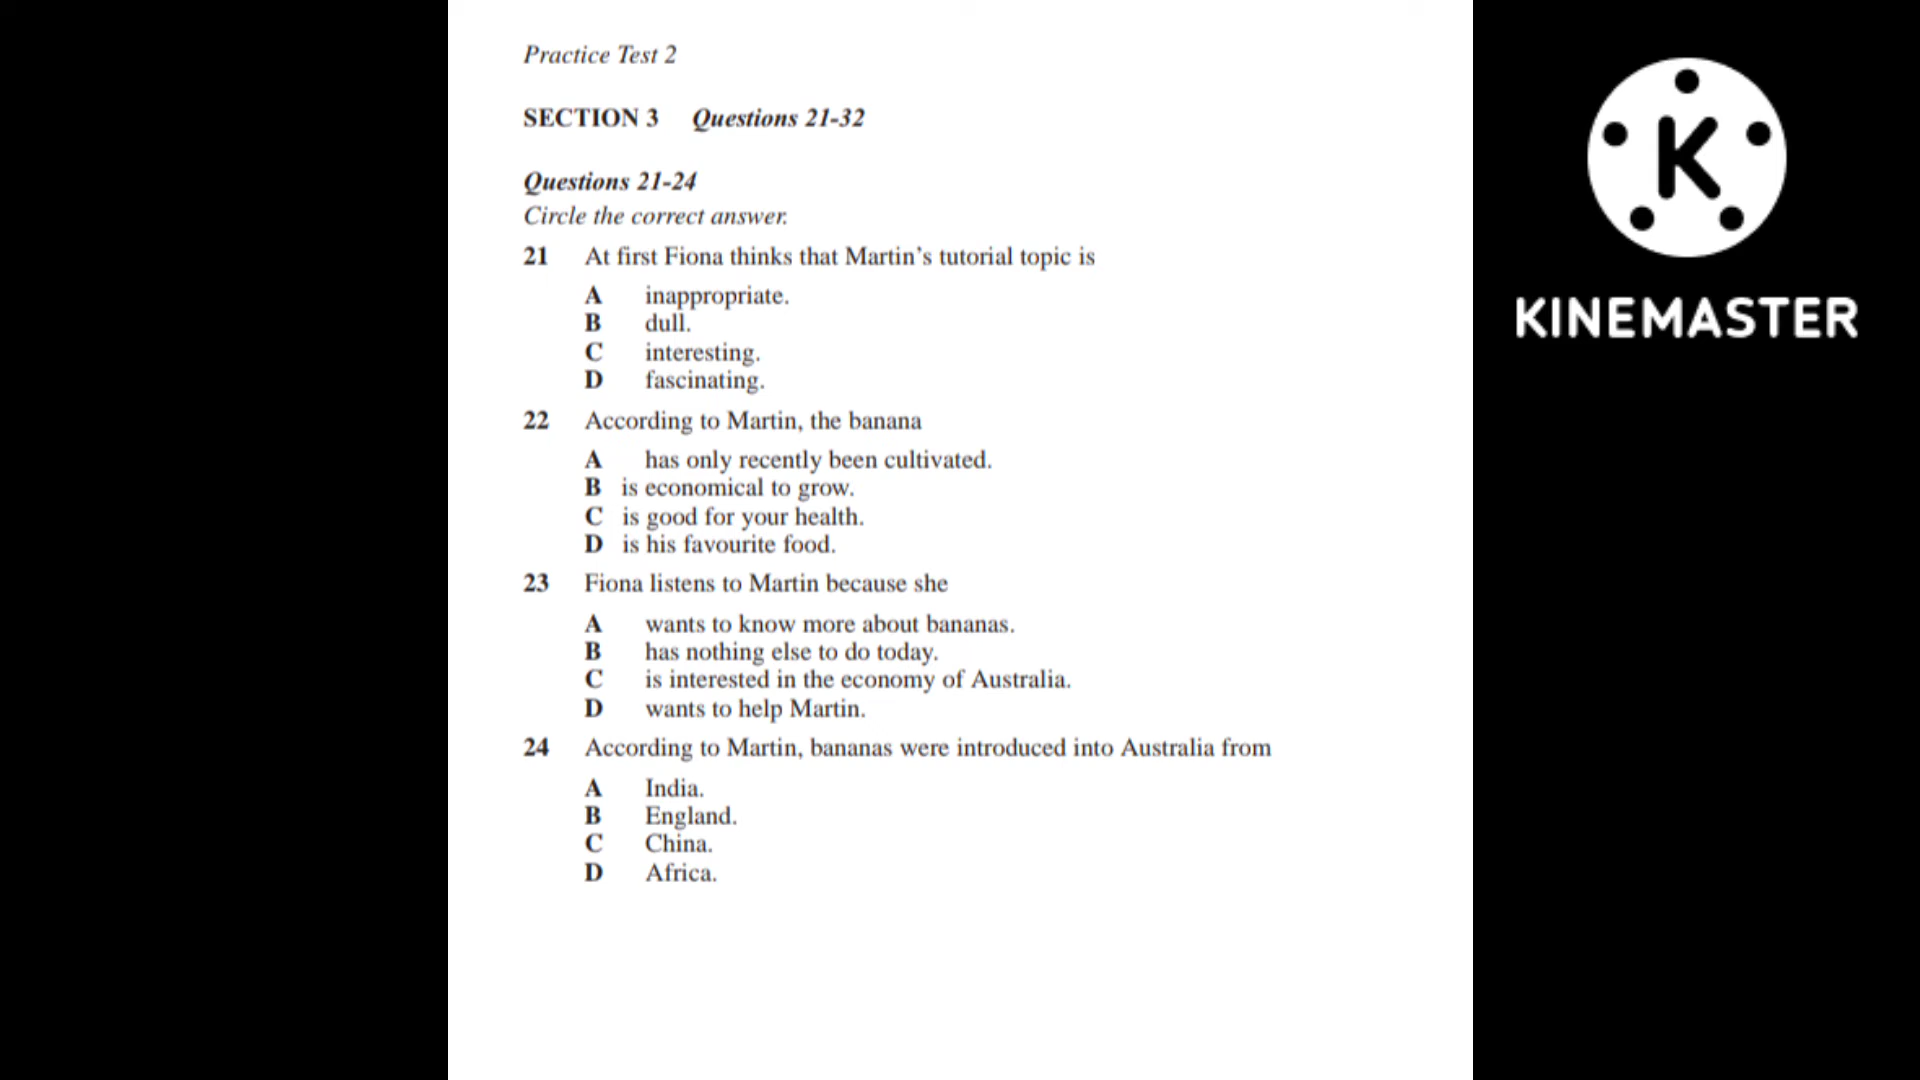 Practice Test 2
SECTION 3 Questions 21-32
Questions 21-24
Circle the correct answer.
21 At first Fiona thinks that Martin's tutorial topic is
A inappropriate.
B dull.
C interesting.
D fascinating.
22 According to Martin, the banana
A has only recently been cultivated.
B is economical to grow.
C is good for your health.
D is his favourite food.
23 Fiona listens to Martin because she
A wants to know more about bananas.
B has nothing else to do today.
C is interested in the economy of Australia.
D wants to help Martin.
24 According to Martin, bananas were introduced into Australia from
A India.
B England.
C China.
D Africa.
K
KINEMASTER